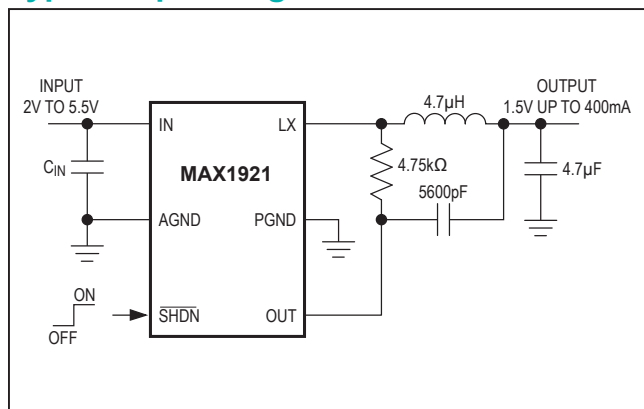 INPUT
2V TO 5.5V
OUTPUT
1.5V UP TO 400mA
4.7µH
IN
LX
CIN
MAX1921
4.75kΩ
4.7µF
5600pF
AGND
PGND
ON
OFF
SHDN
OUT